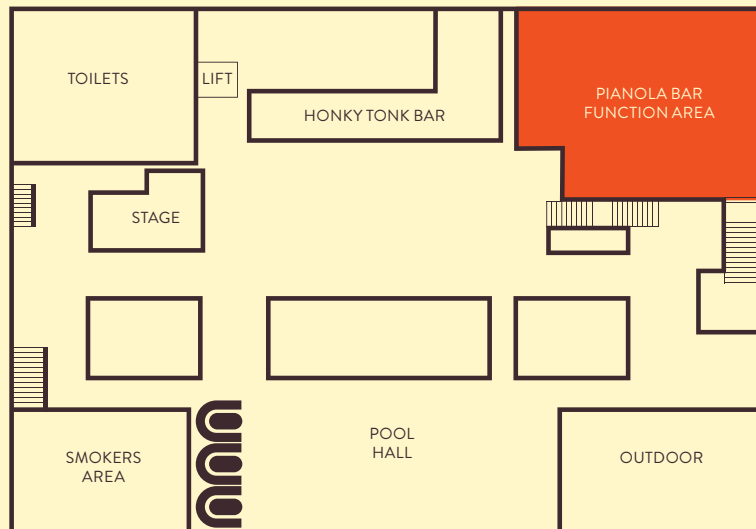 TOILETS
LIFT
HONKY TONK BAR
PIANOLA BAR
FUNCTION AREA
STAGE
POOL
HALL
SMOKERS
AREA
OUTDOOR